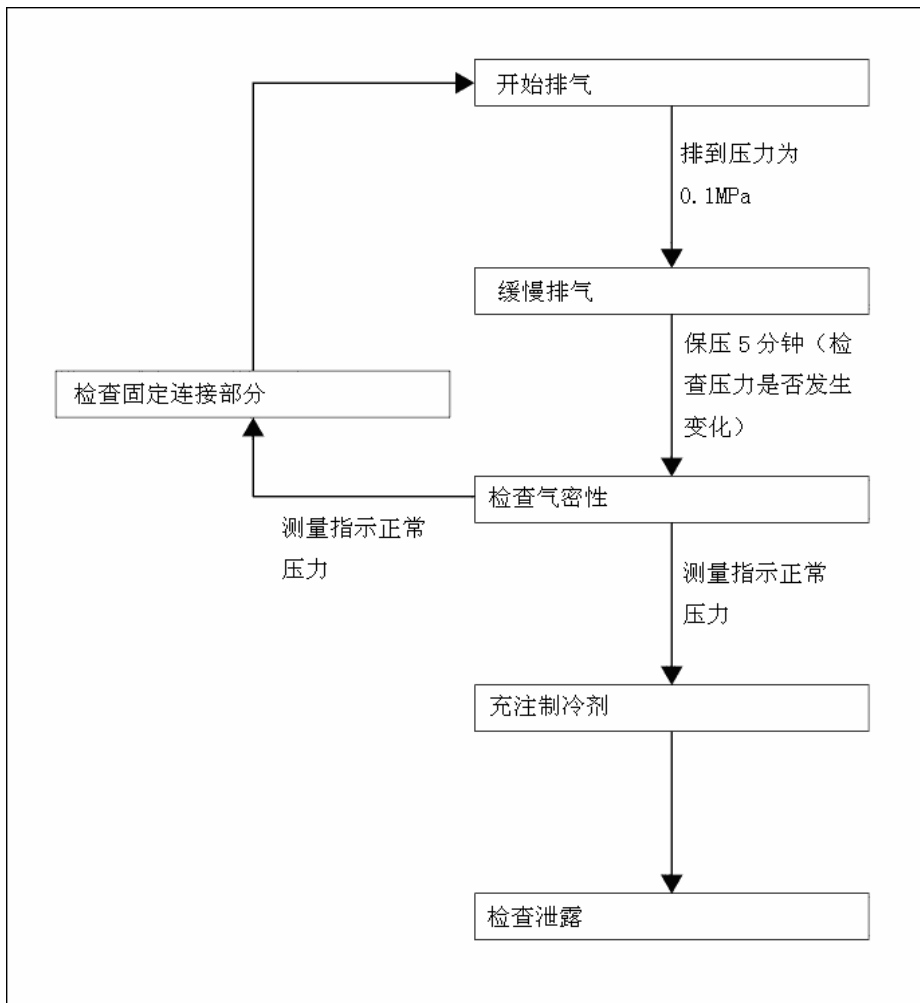 开始排气
排到压力为
0.1MPa
缓慢排气
保压5分钟（检
查压力是否发生
变化）
检查固定连接部分
检查气密性
测量指示正常
压力
测量指示正常
压力
充注制冷剂
检查泄露